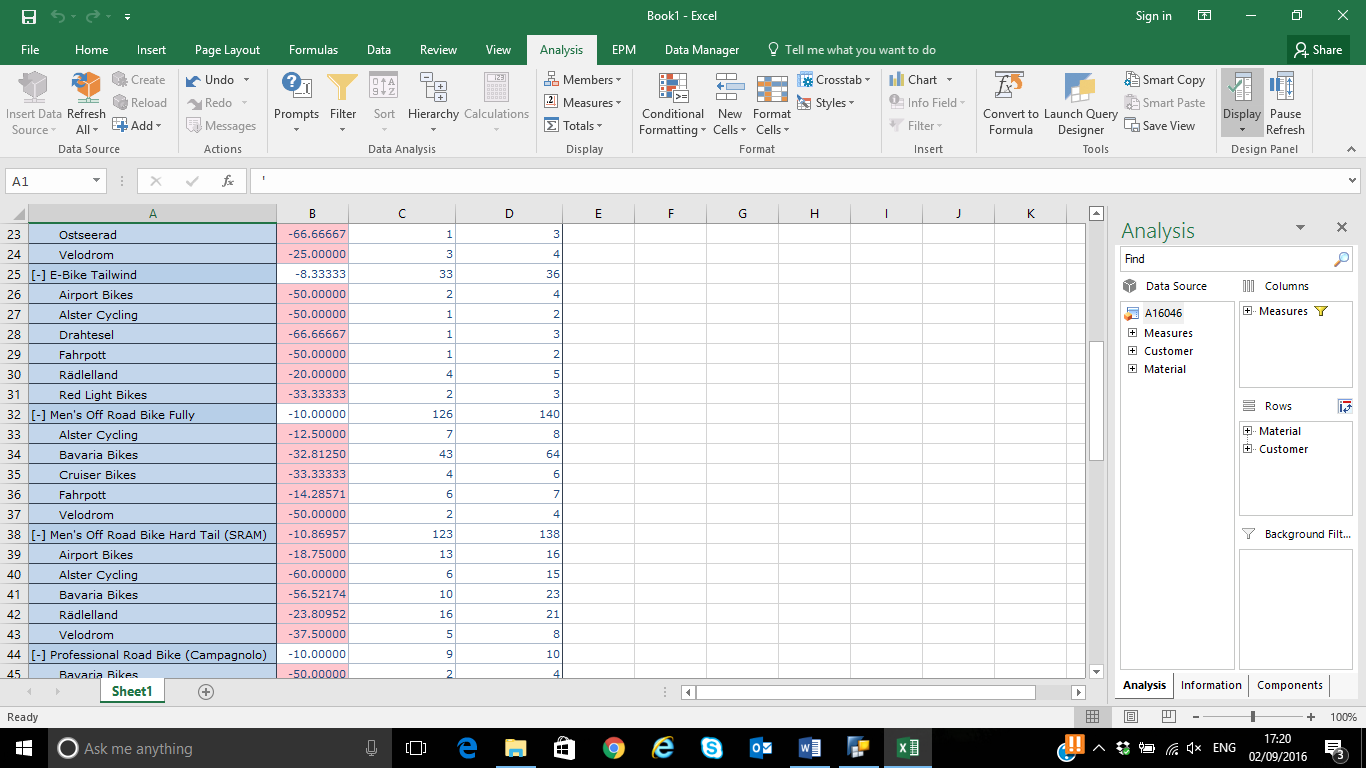 Book1 - Excel
Sign in
File Home Insert Page Layout Formulas Data Review View Analysis EPM Data Manager Tell me what you want to do Share
Insert Data Source
Refresh All
Create
Reload
Add
Data Source
Undo
Redo
Messages
Actions
Prompts
Filter
Sort
Hierarchy
Calculations
Data Analysis
Members
Measures
Totals
Display
Conditional Formatting
New Cells
Format Cells
Crosstab
Styles
Format
Chart
Info Field
Filter
Insert
Convert to Formula
Launch Query Designer
Smart Copy
Smart Paste
Save View
Tools
Display
Pause Refresh
Design Panel
A1 fx '
A B C D E F G H I J K
23 Ostseerad -66.66667 1 3
24 Velodrom -25.00000 3 4
25 [-] E-Bike Tailwind -8.33333 33 36
26 Airport Bikes -50.00000 2 4
27 Alster Cycling -50.00000 1 2
28 Drahtesel -66.66667 1 3
29 Fahrpott -50.00000 1 2
30 Rädlelland -20.00000 4 5
31 Red Light Bikes -33.33333 2 3
32 [-] Men's Off Road Bike Fully -10.00000 126 140
33 Alster Cycling -12.50000 7 8
34 Bavaria Bikes -32.81250 43 64
35 Cruiser Bikes -33.33333 4 6
36 Fahrpott -14.28571 6 7
37 Velodrom -50.00000 2 4
38 [-] Men's Off Road Bike Hard Tail (SRAM) -10.86957 123 138
39 Airport Bikes -18.75000 13 16
40 Alster Cycling -60.00000 6 15
41 Bavaria Bikes -56.52174 10 23
42 Rädlelland -23.80952 16 21
43 Velodrom -37.50000 5 8
44 [-] Professional Road Bike (Campagnolo) -10.00000 9 10
45 Bavaria Bikes -50.00000 2 4
Analysis
Find
Data Source
A16046
Measures
Customer
Material
Columns
Measures
Rows
Material
Customer
Background Filt...
Analysis Information Components
Sheet1
Ready
100%
Ask me anything
ENG
17:20
02/09/2016
3